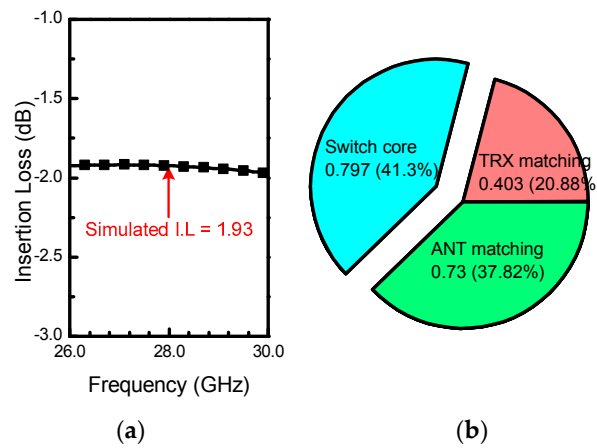 -1.0
-1.5
-2.0
-2.5
-3.0
Insertion Loss (dB)
Simulated I.L = 1.93
26.0
28.0
30.0
Frequency (GHz)
(a)
Switch core
0.797 (41.3%)
TRX matching
0.403 (20.88%
ANT matching
0.73 (37.82%)
(b)